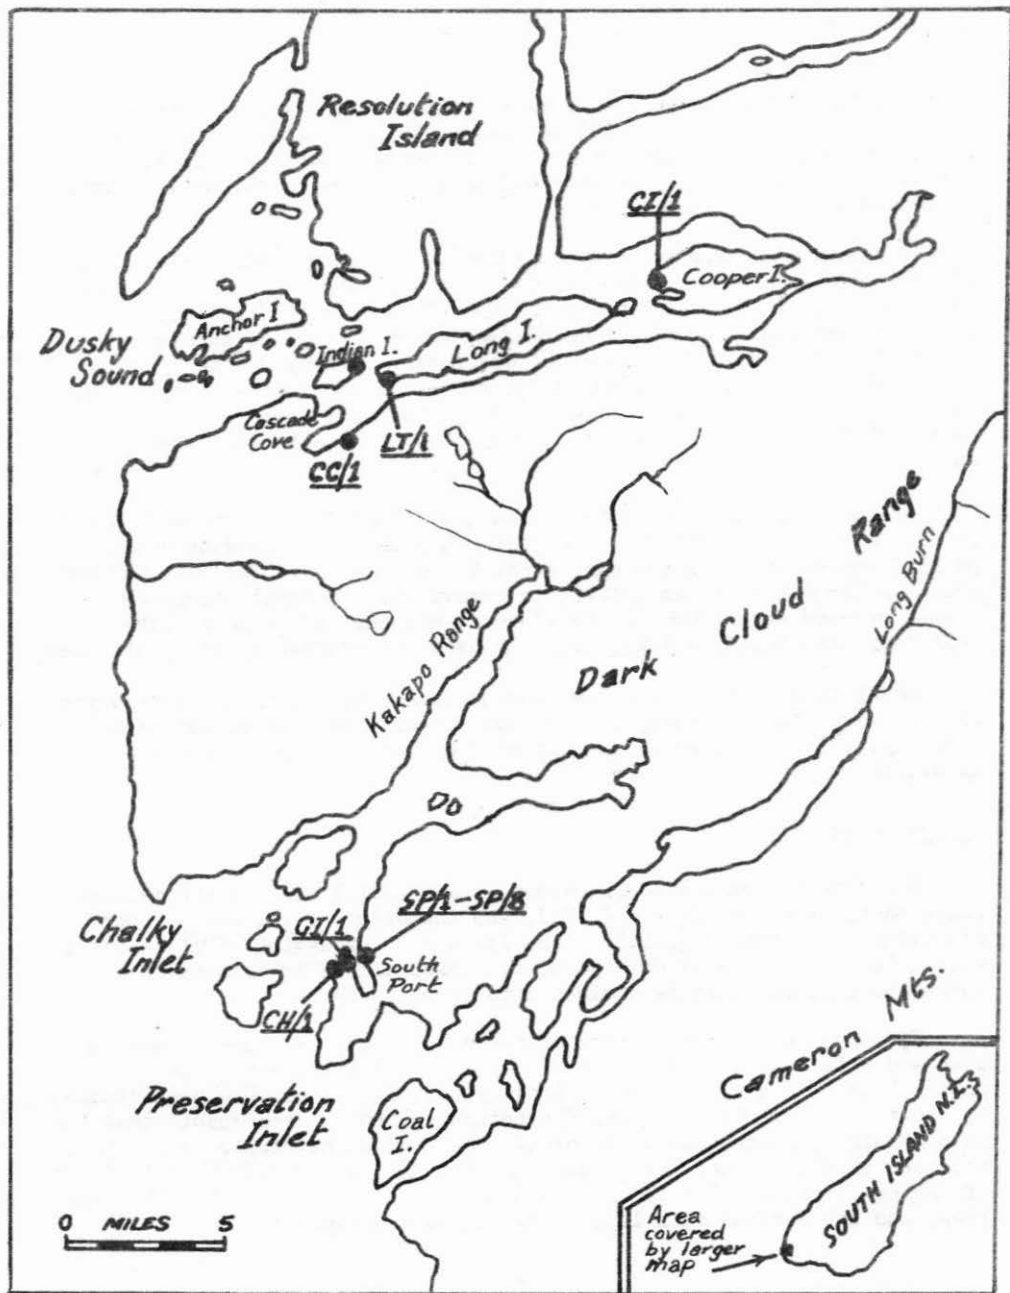 Resolution
Island
CI/1
Cooper I.
Anchor I
Dusky
Sound
Indian I.
Long I.
Cascade
Cove
LT/1
CC/1
Range
Cloud
Dark
Long Burn
Kakapo Range
SP/1-SP/8
GI/1
Chalky
Inlet
South
Port
CH/1
Cameron Mts.
Preservation
Inlet
Coal
I.
0 MILES 5
SOUTH ISLAND N.Z.
Area
covered
by larger
map